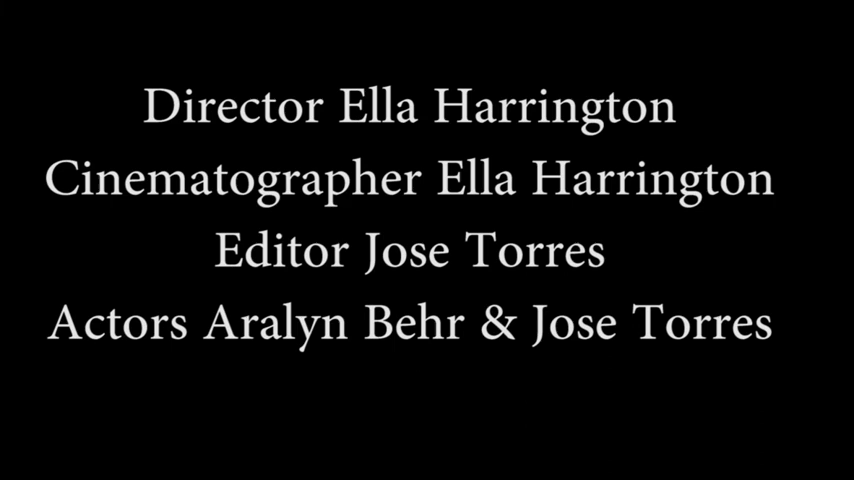 Director Ella Harrington
Cinematographer Ella Harrington
Editor Jose Torres
Actors Aralyn Behr & Jose Torres